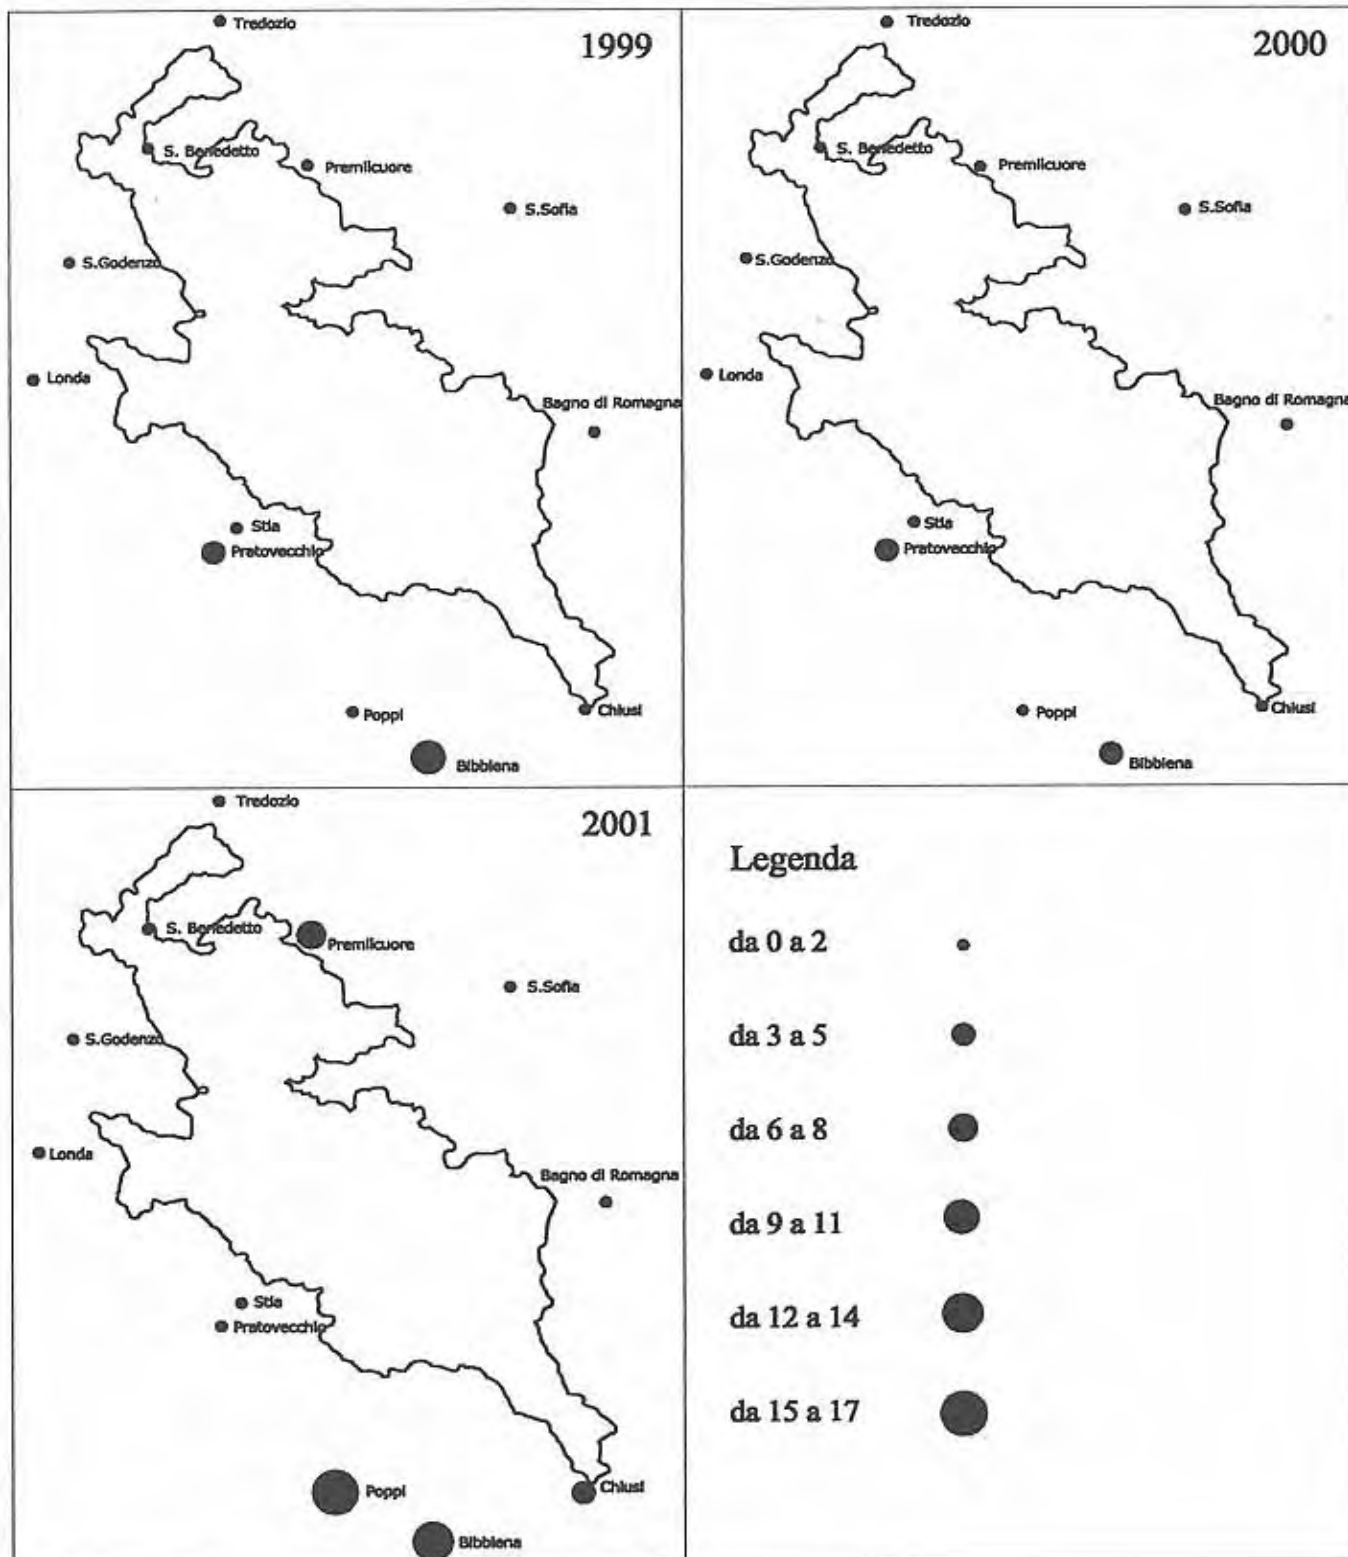 Tredozio
1999
S. Benedetto
Premilcuore
S.Sofia
S.Godenzo
Londa
Bagno di Romagna
Stia
Pratovecchio
Poppi
Chiusi
Bibbiena
Tredozio
2000
S. Benedetto
Premilcuore
S.Sofia
S.Godenzo
Londa
Bagno di Romagna
Stia
Pratovecchio
Poppi
Chiusi
Bibbiena
Tredozio
2001
S. Benedetto
Premilcuore
S.Sofia
S.Godenzo
Londa
Bagno di Romagna
Stia
Pratovecchio
Poppi
Chiusi
Bibbiena
Legenda
da 0 a 2
da 3 a 5
da 6 a 8
da 9 a 11
da 12 a 14
da 15 a 17